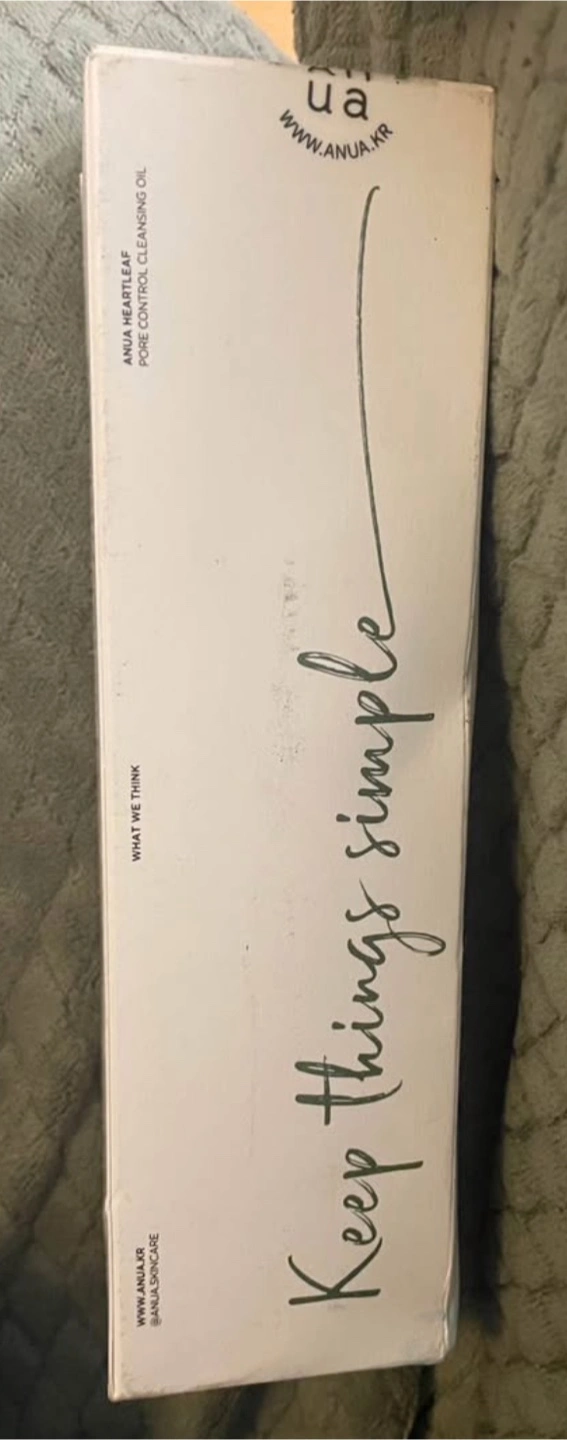 WWW.ANUA.KR
@ANUA.SKINCARE
WHAT WE THINK
ANUA HEARTLEAF
PORE CONTROL CLEANSING OIL
Keep things simple
ua
WWW.ANUA.KR